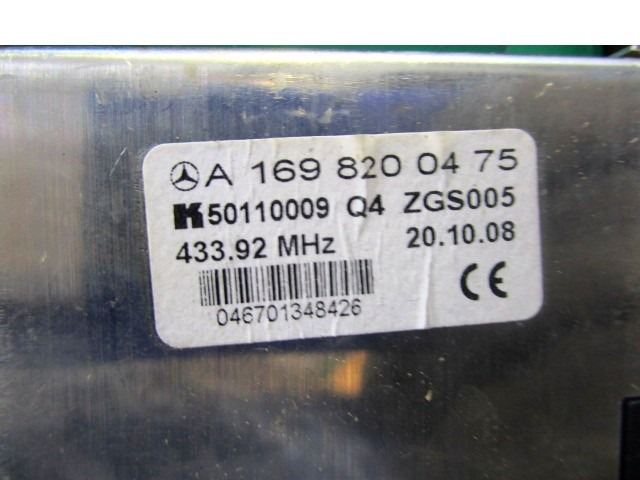 A 169 820 04 75
K 50110009 Q4 ZGS005
433.92 MHz 20.10.08
CE
046701348426